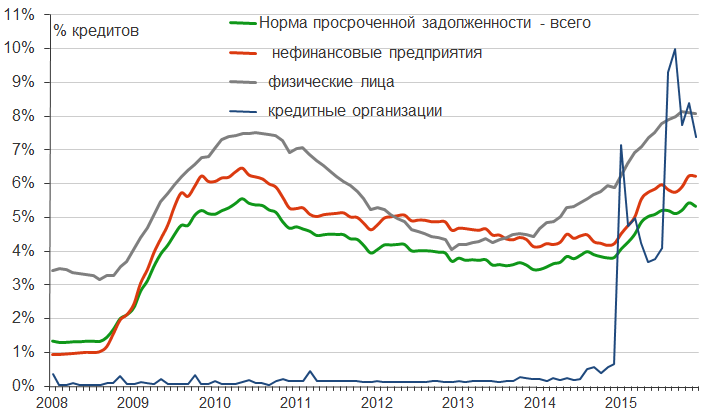 11%
% кредитов
Норма просроченной задолженности - всего
10%
нефинансовые предприятия
9%
физические лица
8%
кредитные организации
7%
6%
5%
4%
3%
2%
1%
0%
2008 2009 2010 2011 2012 2013 2014 2015